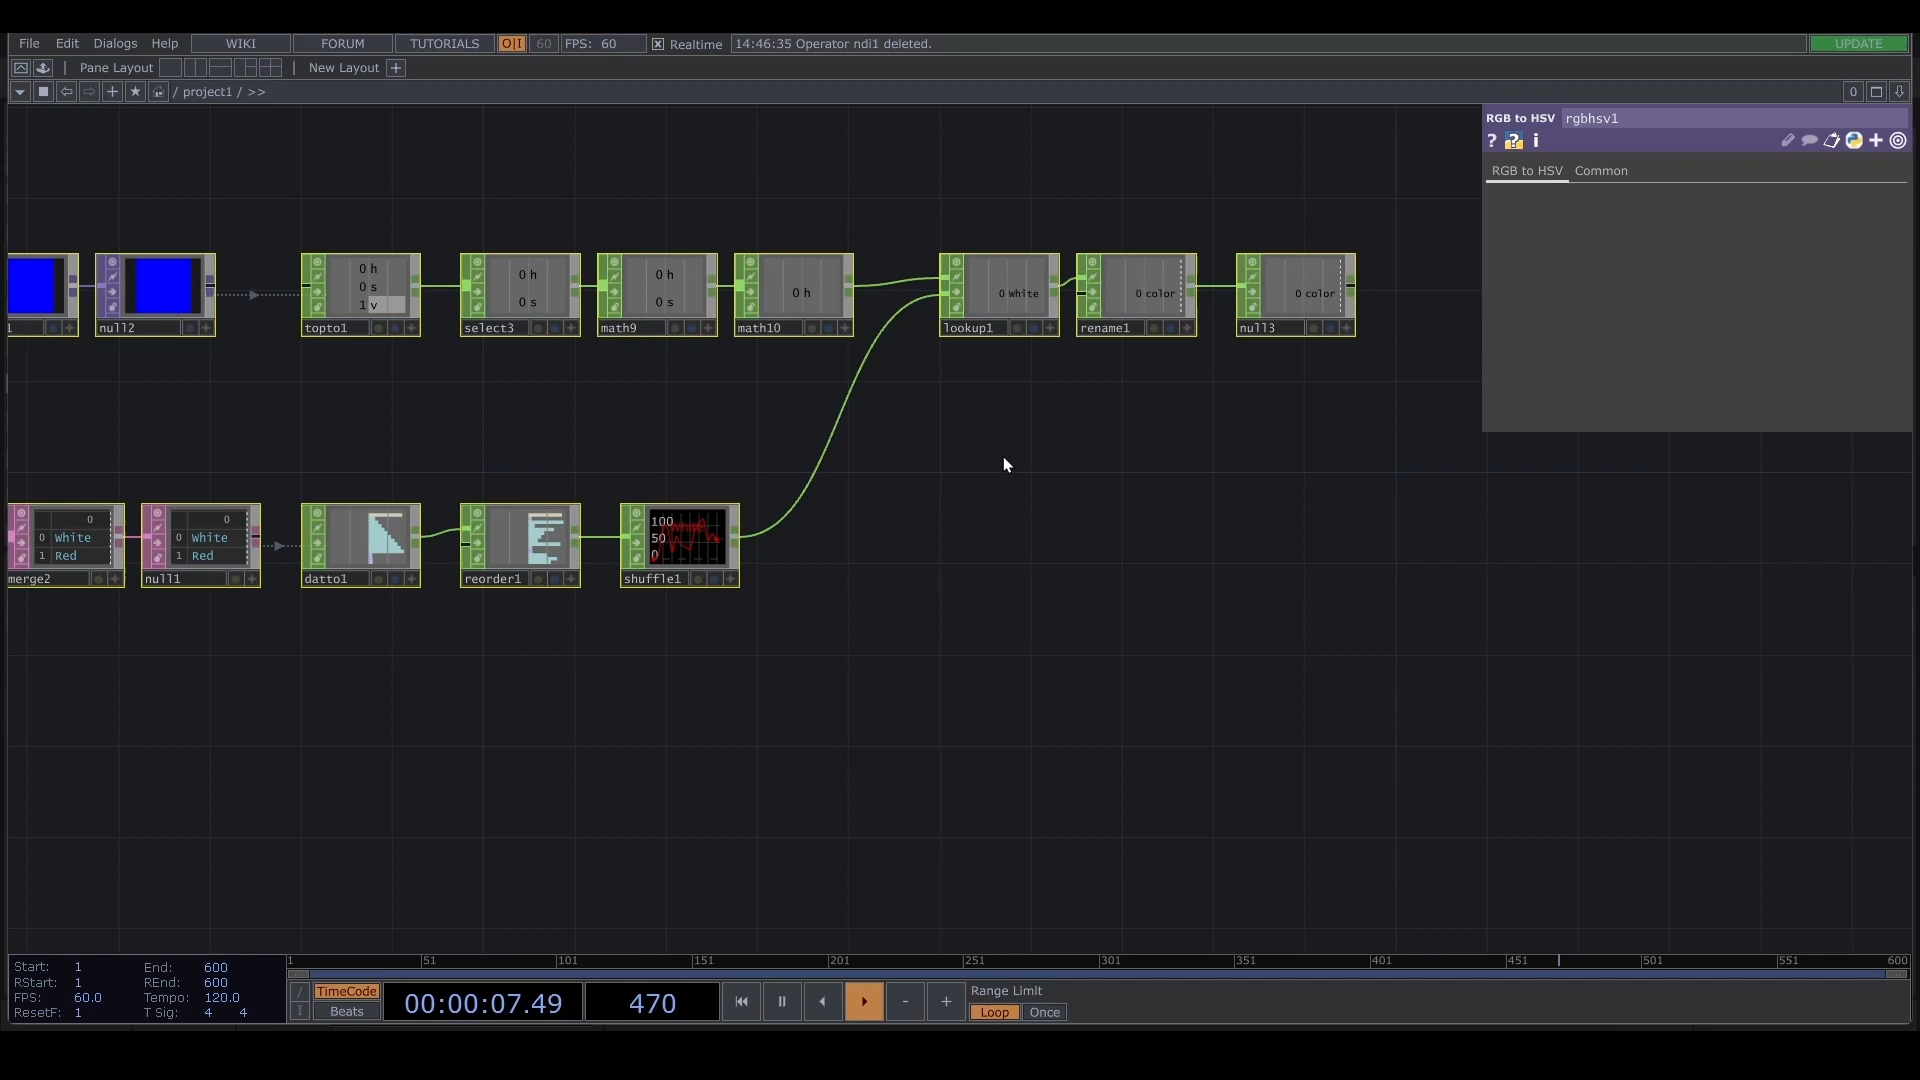 File Edit Dialogs Help WIKI FORUM TUTORIALS O|I 60 FPS: 60 Realtime 14:46:35 Operator ndi1 deleted. UPDATE
Pane Layout New Layout +
/ project1 / >> 0
RGB to HSV rgbhsv1
? ? i
RGB to HSV Common
0 h
0 s
1 v
0 h
0 s
0 h
0 s
0 h
0 White
0 color
0 color
1 null2 topto1 select3 math9 math10 lookup1 rename1 null3
0
0 White
1 Red
0
0 White
1 Red
100
50
0
merge2 null1 datto1 reorder1 shuffle1
1 51 101 151 201 251 301 351 401 451 501 551 600
Start: 1 End: 600
RStart: 1 REnd: 600
FPS: 60.0 Tempo: 120.0
ResetF: 1 T Sig: 4 4
/ TimeCode
I Beats
00:00:07.49 470 - +
Range Limit
Loop Once